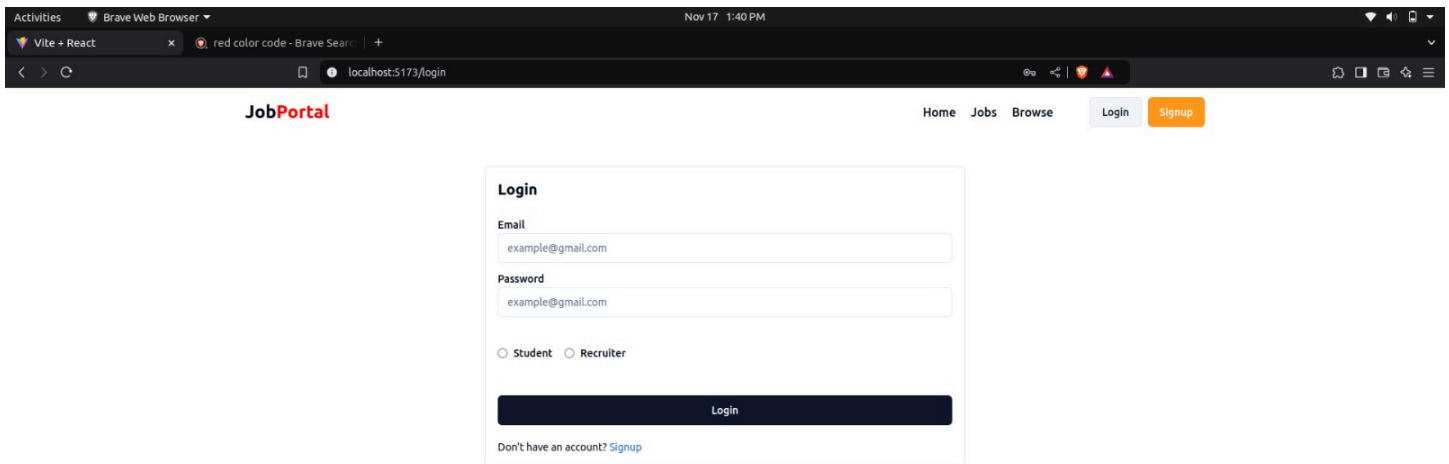 Activities Brave Web Browser Nov 17 1:40 PM
Vite + React red color code - Brave Searc
localhost:5173/login
JobPortal Home Jobs Browse Login Signup
Login
Email
example@gmail.com
Password
example@gmail.com
Student Recruiter
Login
Don't have an account? Signup